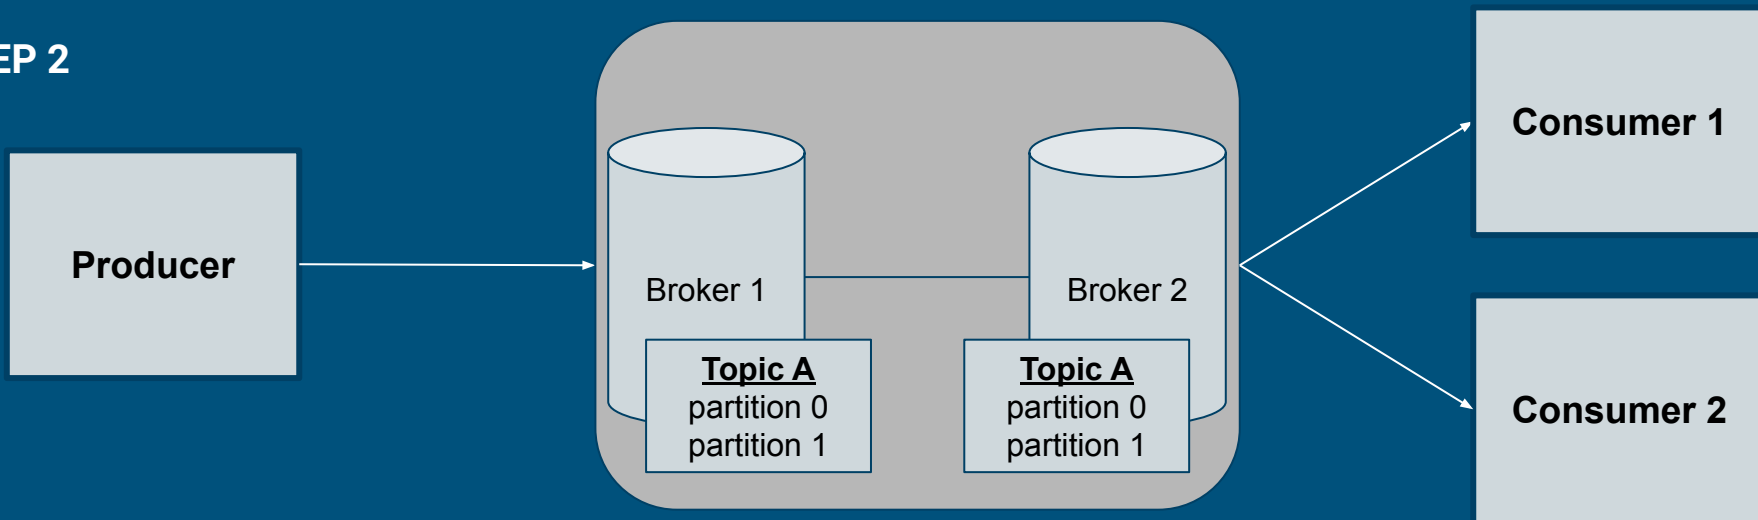 EP 2
Producer
Broker 1
Topic A
partition 0
partition 1
Broker 2
Topic A
partition 0
partition 1
Consumer 1
Consumer 2